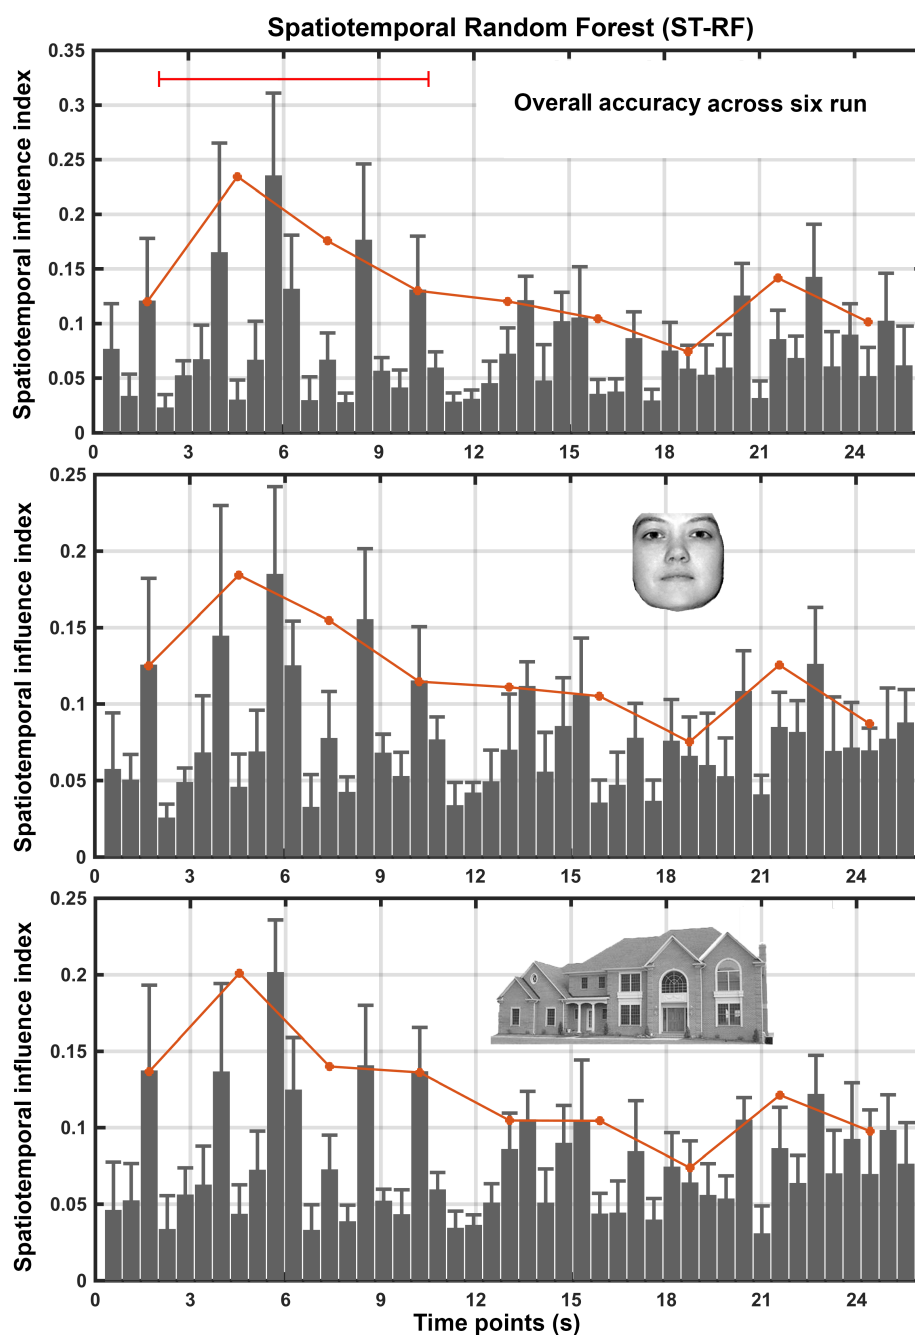 Spatiotemporal Random Forest (ST-RF)
Overall accuracy across six run
Spatiotemporal influence index
0.35
0.3
0.25
0.2
0.15
0.1
0.05
0
0 3 6 9 12 15 18 21 24
Spatiotemporal influence index
0.25
0.2
0.15
0.1
0.05
0
0 3 6 9 12 15 18 21 24
Spatiotemporal influence index
0.25
0.2
0.15
0.1
0.05
0
0 3 6 9 12 15 18 21 24
Time points (s)